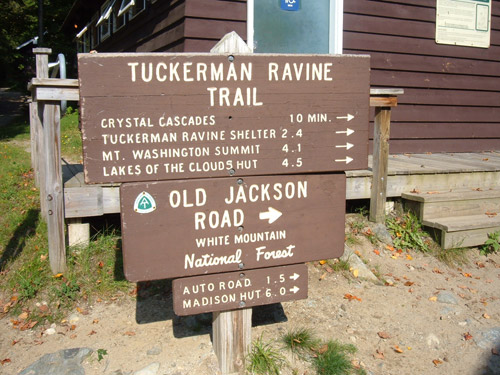 TUCKERMAN RAVINE
TRAIL
CRYSTAL CASCADES 10 MIN. →
TUCKERMAN RAVINE SHELTER 2.4 →
MT. WASHINGTON SUMMIT 4.1 →
LAKES OF THE CLOUDS HUT 4.5 →
OLD JACKSON
ROAD →
WHITE MOUNTAIN
National Forest
AUTO ROAD 1.5 →
MADISON HUT 6.0 →